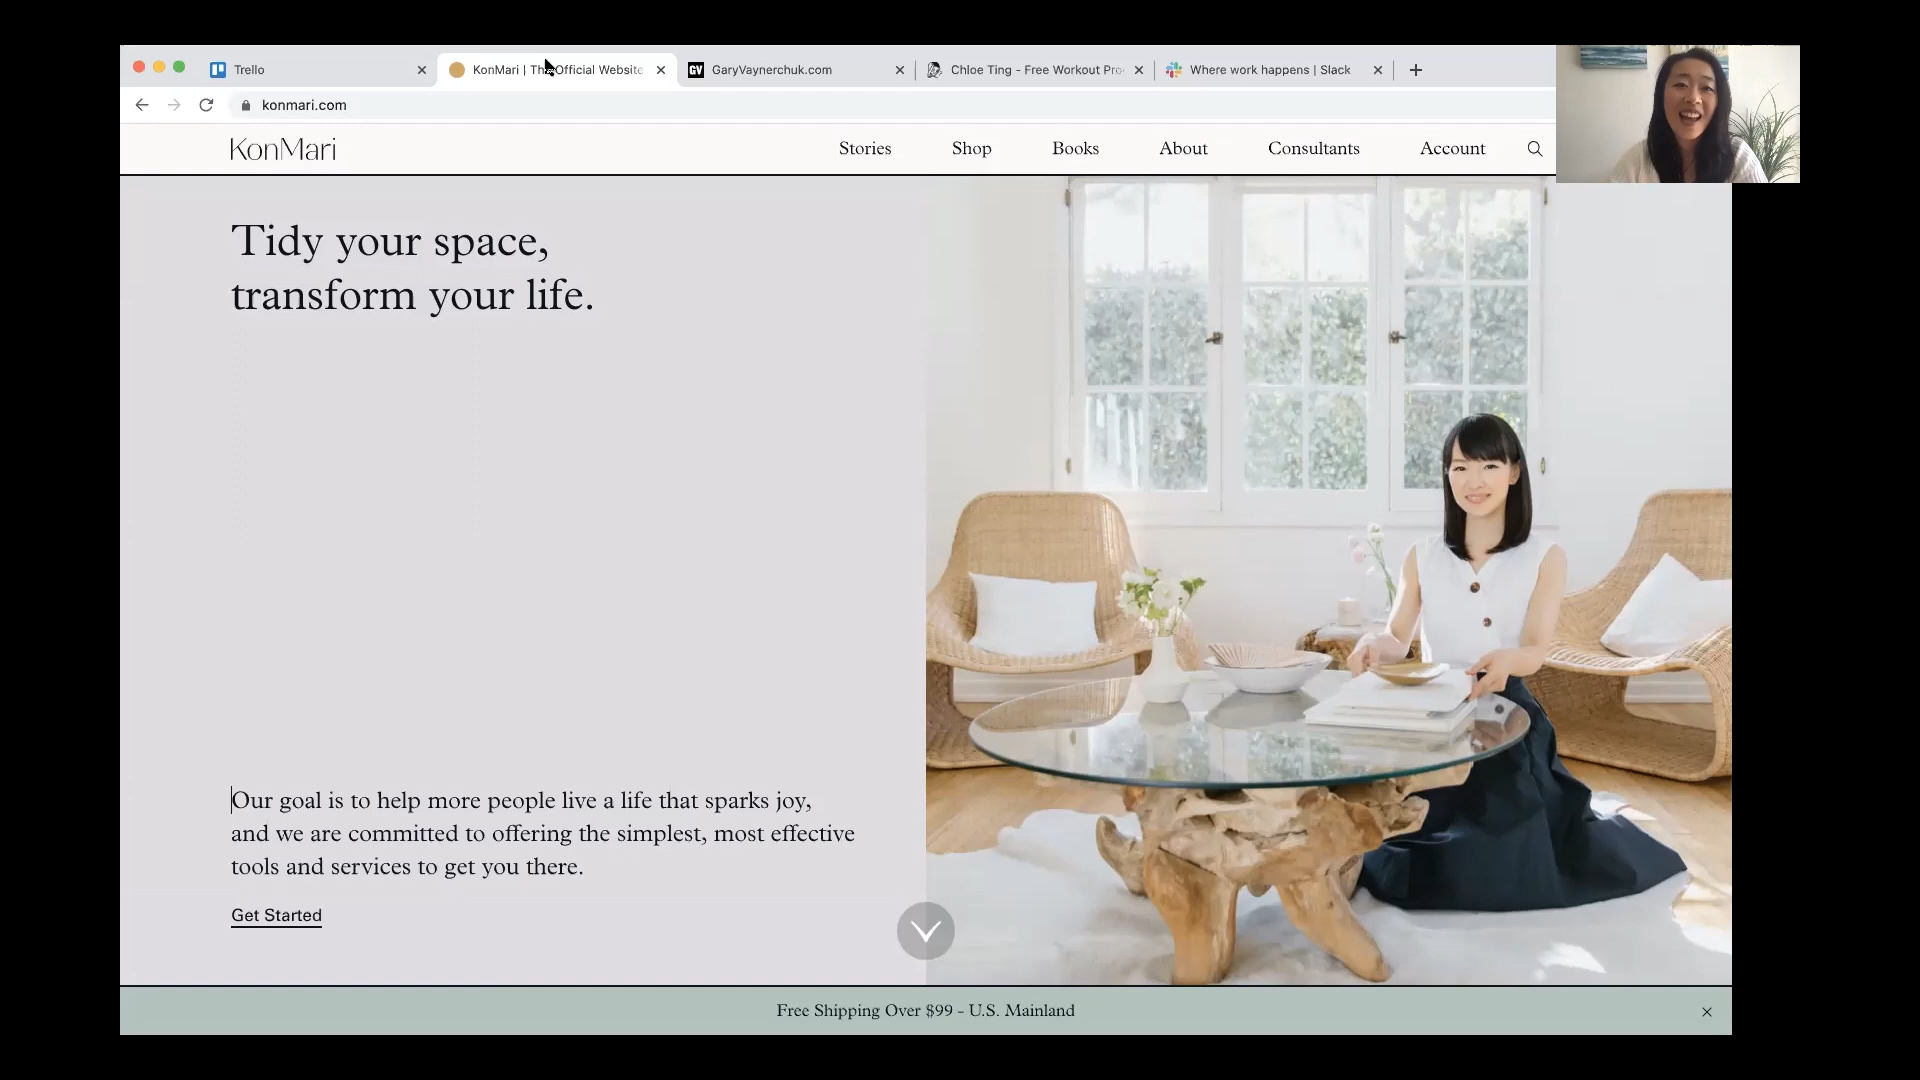 Trello
KonMari | The Official Website
GaryVaynerchuk.com
Chloe Ting - Free Workout Pro
Where work happens | Slack
konmari.com
KonMari
Stories
Shop
Books
About
Consultants
Account
Tidy your space,
transform your life.
Our goal is to help more people live a life that sparks joy,
and we are committed to offering the simplest, most effective
tools and services to get you there.
Get Started
Free Shipping Over $99 - U.S. Mainland
GV